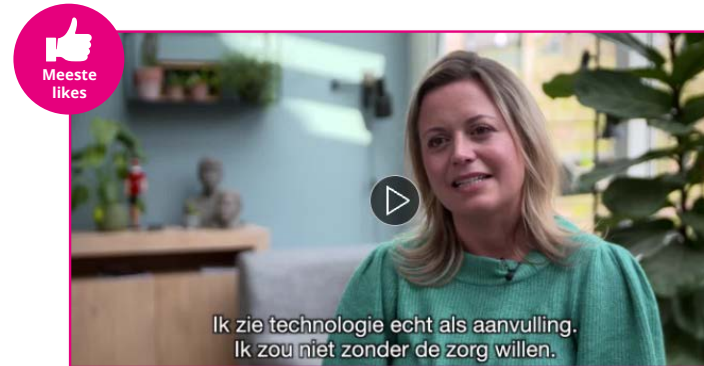 Meeste
likes
Ik zie technologie echt als aanvulling.
Ik zou niet zonder de zorg willen.